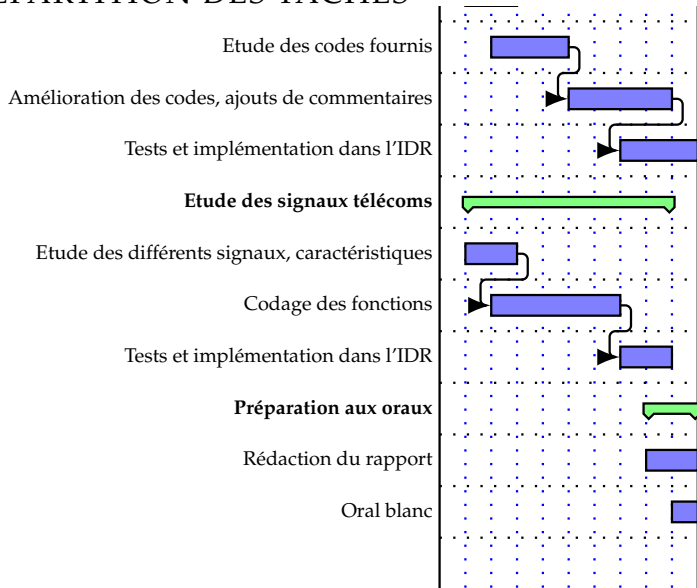 DES TÂCHES
Etude des codes fournis
Amélioration des codes, ajouts de commentaires
Tests et implémentation dans l'IDR
Etude des signaux télécoms
Etude des différents signaux, caractéristiques
Codage des fonctions
Tests et implémentation dans l'IDR
Préparation aux oraux
Rédaction du rapport
Oral blanc